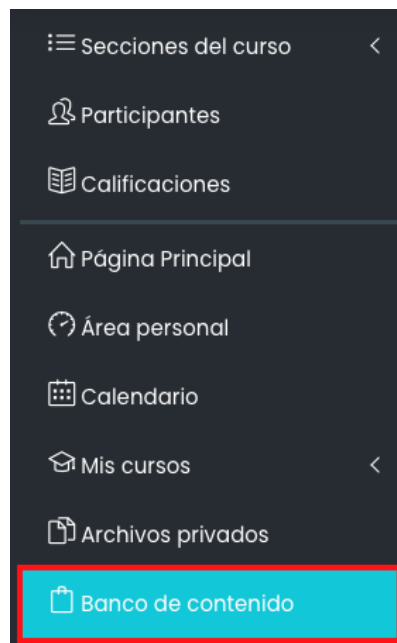 Secciones del curso
Participantes
Calificaciones
Página Principal
Área personal
Calendario
Mis cursos
Archivos privados
Banco de contenido